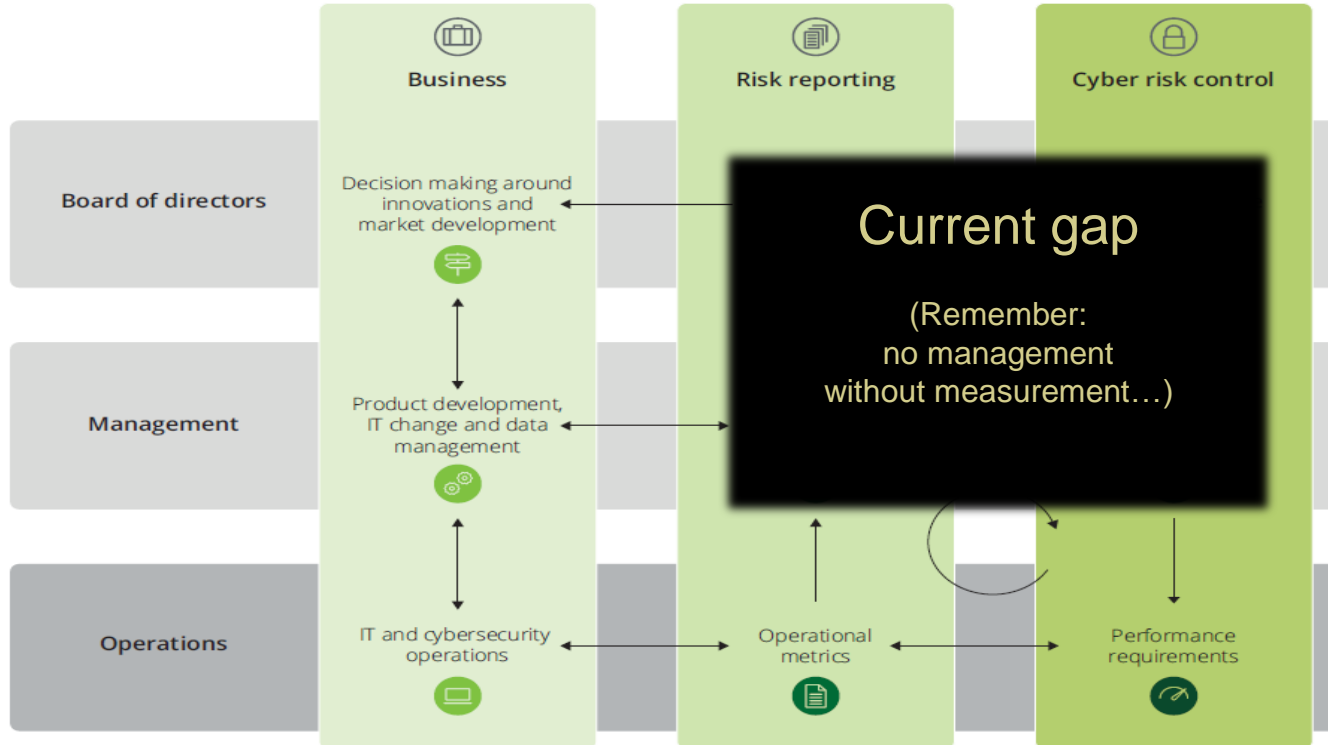 Business
Risk reporting
Cyber risk control
Board of directors
Decision making around
innovations and
market development
Current gap
(Remember:
no management
without measurement…)
Management
Product development,
IT change and data
management
Operations
IT and cybersecurity
operations
Operational
metrics
Performance
requirements